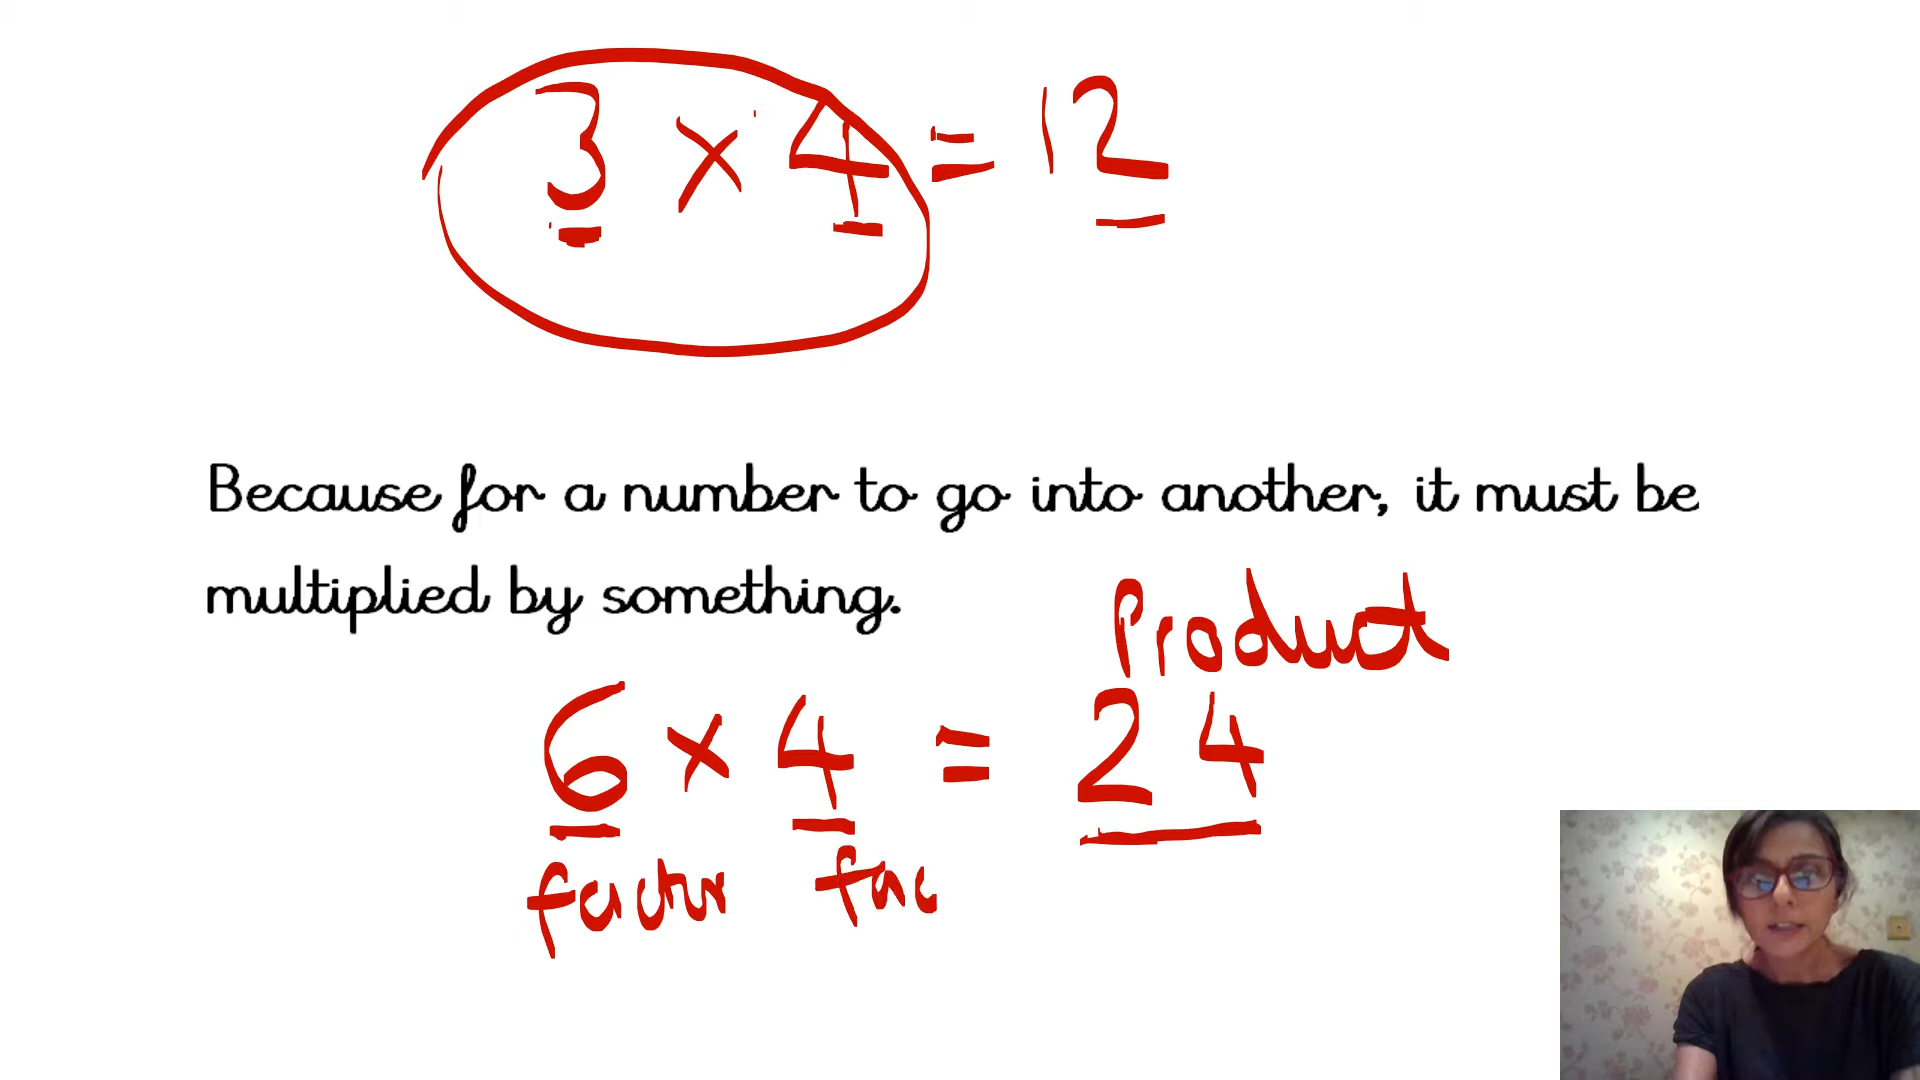 3 x 4 = 12
Because for a number to go into another, it must be
multiplied by something.
Product
6 x 4 = 24
factor fac